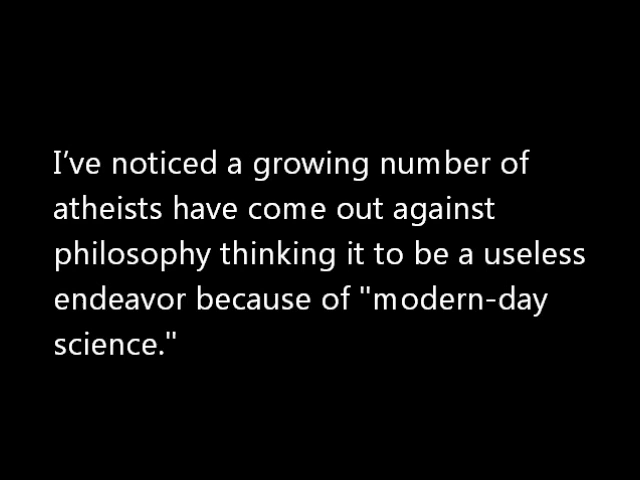 I’ve noticed a growing number of
atheists have come out against
philosophy thinking it to be a useless
endeavor because of "modern-day
science."